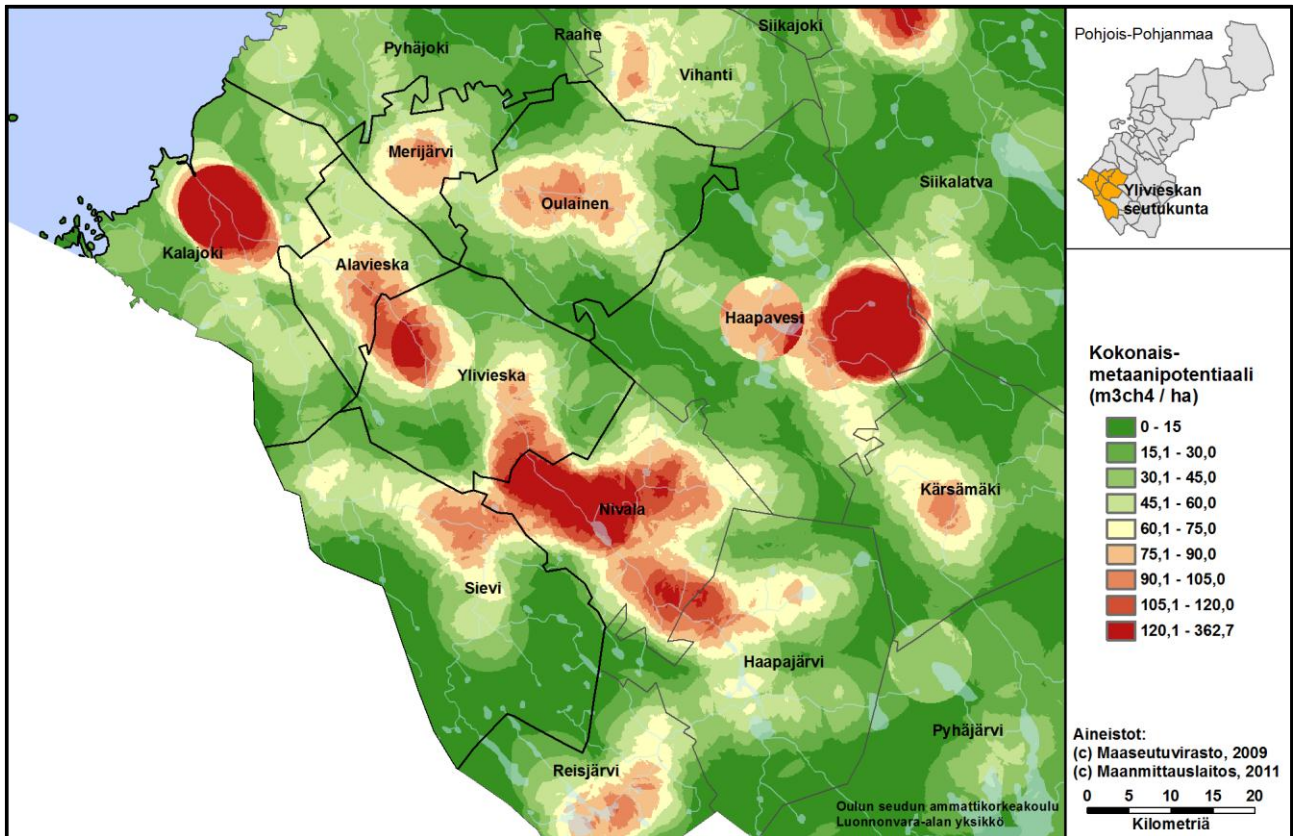 Pyhäjoki
Raahe
Siikajoki
Vihanti
Merijärvi
Oulainen
Siikalatva
Kalajoki
Alavieska
Haapavesi
Ylivieska
Kärsämäki
Nivala
Sievi
Haapajärvi
Pyhäjärvi
Reisjärvi
Oulun seudun ammattikorkeakoulu
Luonnonvara-alan yksikkö
Pohjois-Pohjanmaa
Ylivieskan
seutukunta
Kokonais-
metaanipotentiaali
(m3ch4 / ha)
0 - 15
15,1 - 30,0
30,1 - 45,0
45,1 - 60,0
60,1 - 75,0
75,1 - 90,0
90,1 - 105,0
105,1 - 120,0
120,1 - 362,7
Aineistot:
(c) Maaseutuvirasto, 2009
(c) Maanmittauslaitos, 2011
0 5 10 15 20
Kilometriä